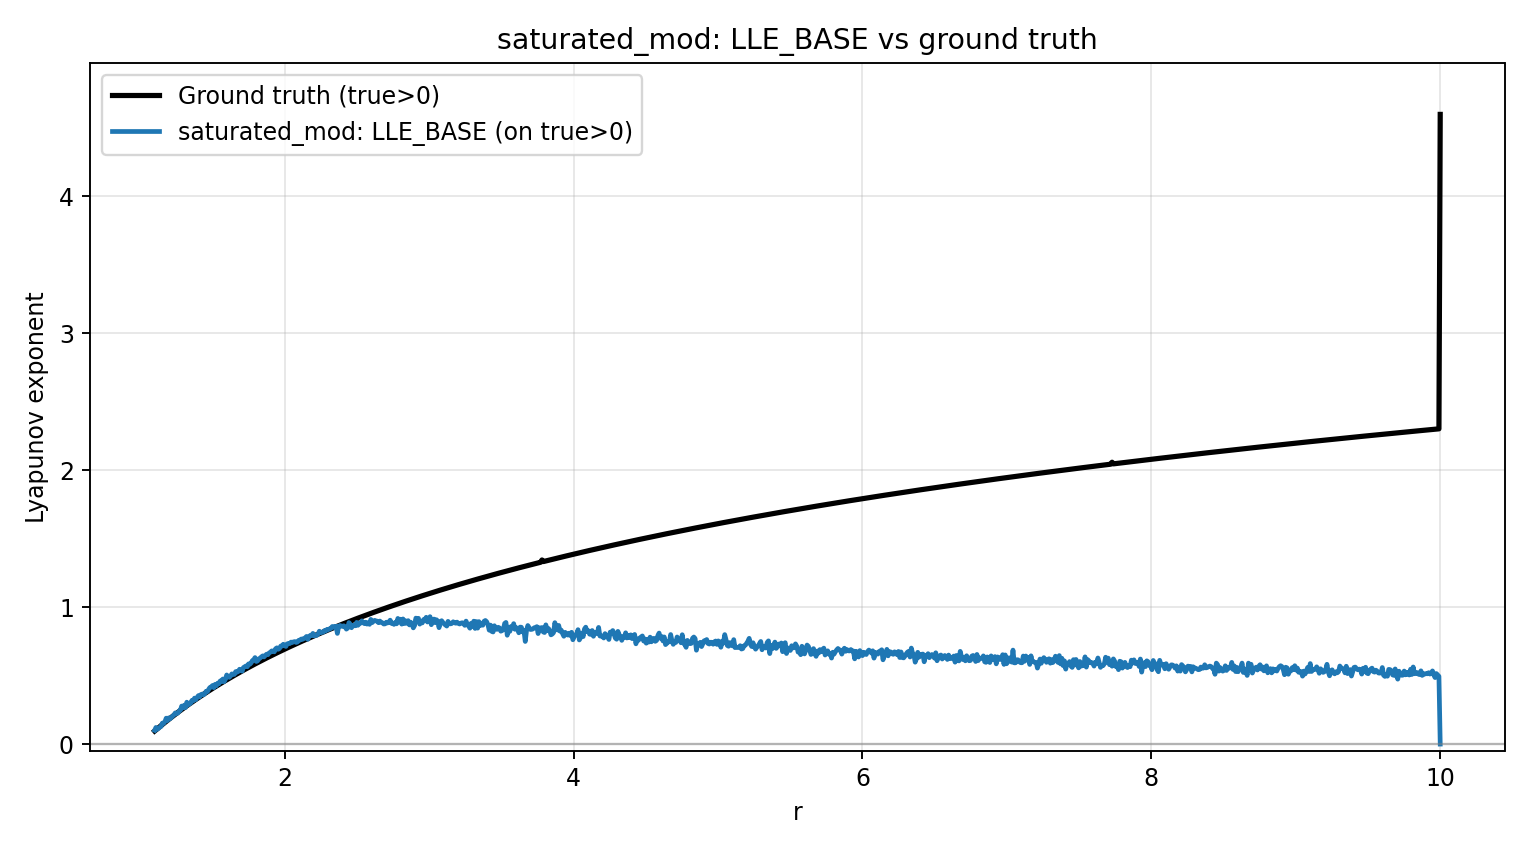 saturated_mod: LLE_BASE vs ground truth
Ground truth (true>0)
saturated_mod: LLE_BASE (on true>0)
Lyapunov exponent
4
3
2
1
0
2
4
6
8
10
r